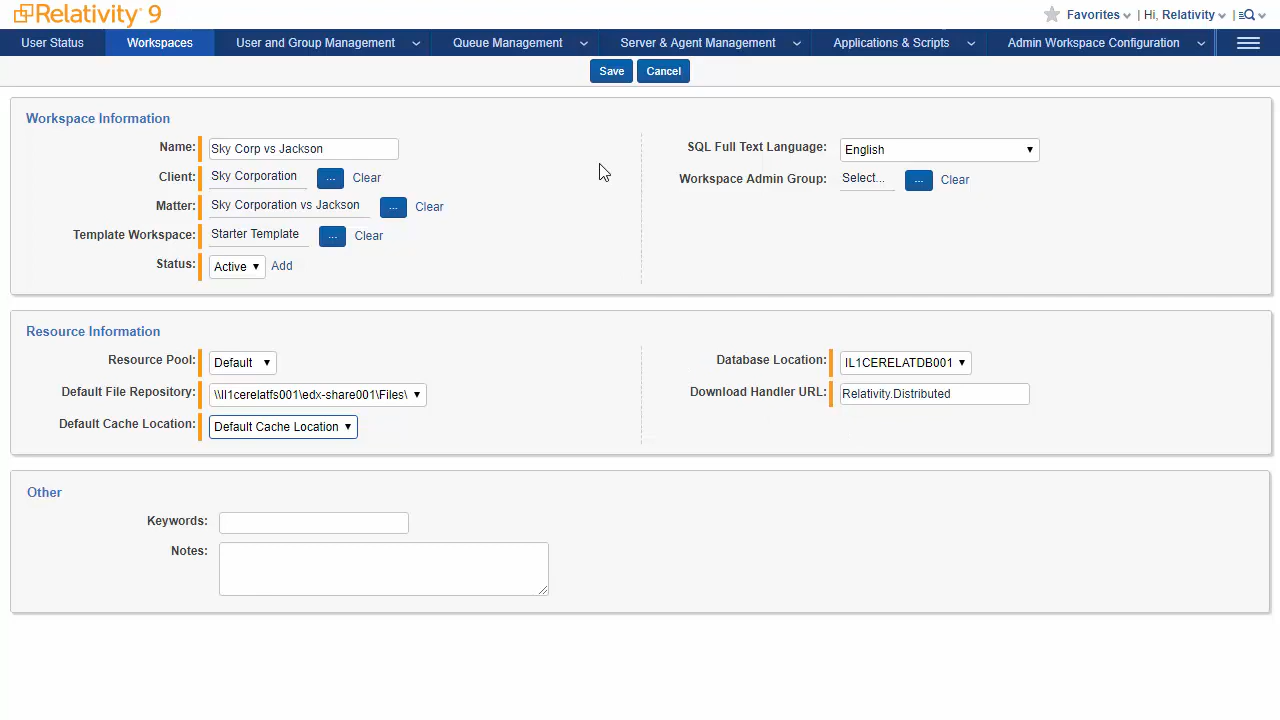 Relativity 9
Favorites | Hi, Relativity |
User Status Workspaces User and Group Management Queue Management Server & Agent Management Applications & Scripts Admin Workspace Configuration
Save Cancel
Workspace Information
Name: Sky Corp vs Jackson
Client: Sky Corporation ... Clear
Matter: Sky Corporation vs Jackson ... Clear
Template Workspace: Starter Template ... Clear
Status: Active Add
SQL Full Text Language: English
Workspace Admin Group: Select... ... Clear
Resource Information
Resource Pool: Default
Default File Repository: \\Il1cerelatfs001\edx-share001\Files\
Default Cache Location: Default Cache Location
Database Location: IL1CERELATDB001
Download Handler URL: Relativity.Distributed
Other
Keywords:
Notes: